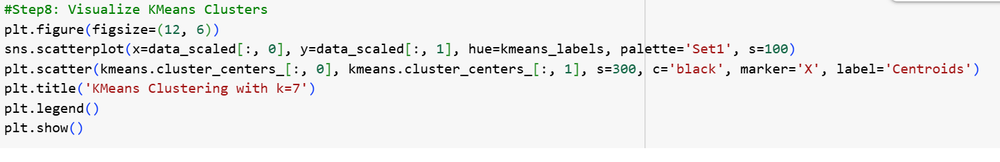 #Step8: Visualize KMeans Clusters
plt.figure(figsize=(12, 6))
sns.scatterplot(x=data_scaled[:, 0], y=data_scaled[:, 1], hue=kmeans_labels, palette='Set1', s=100)
plt.scatter(kmeans.cluster_centers_[:, 0], kmeans.cluster_centers_[:, 1], s=300, c='black', marker='X', label='Centroids')
plt.title('KMeans Clustering with k=7')
plt.legend()
plt.show()